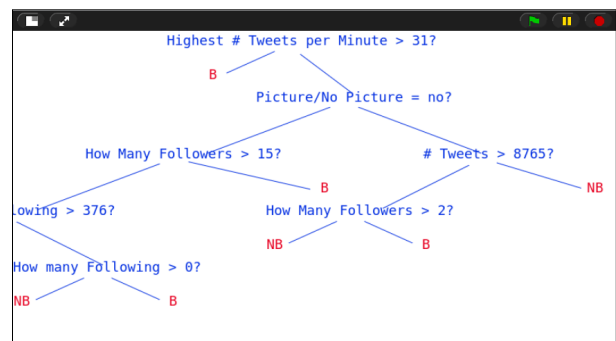 Highest # Tweets per Minute > 31?
B
Picture/No Picture = no?
How Many Followers > 15?
# Tweets > 8765?
B
NB
lowing > 376?
How Many Followers > 2?
NB
B
How many Following > 0?
NB
B